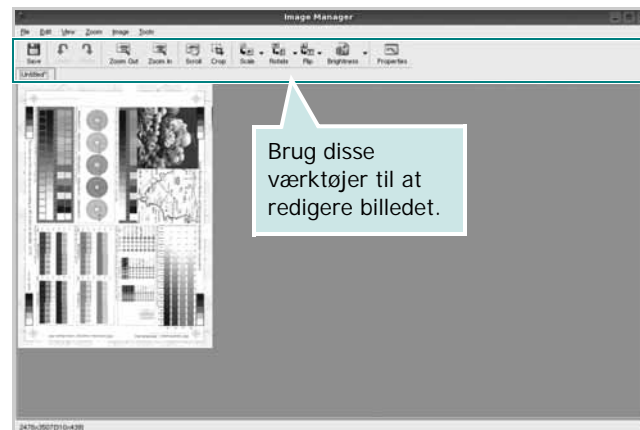 Image Manager
File Edit View Zoom Image Tools
Save Zoom Out Zoom In Scroll Crop Scale Rotate Flip Brightness Properties
Untitled*
Brug disse
værktøjer til at
redigere billedet.